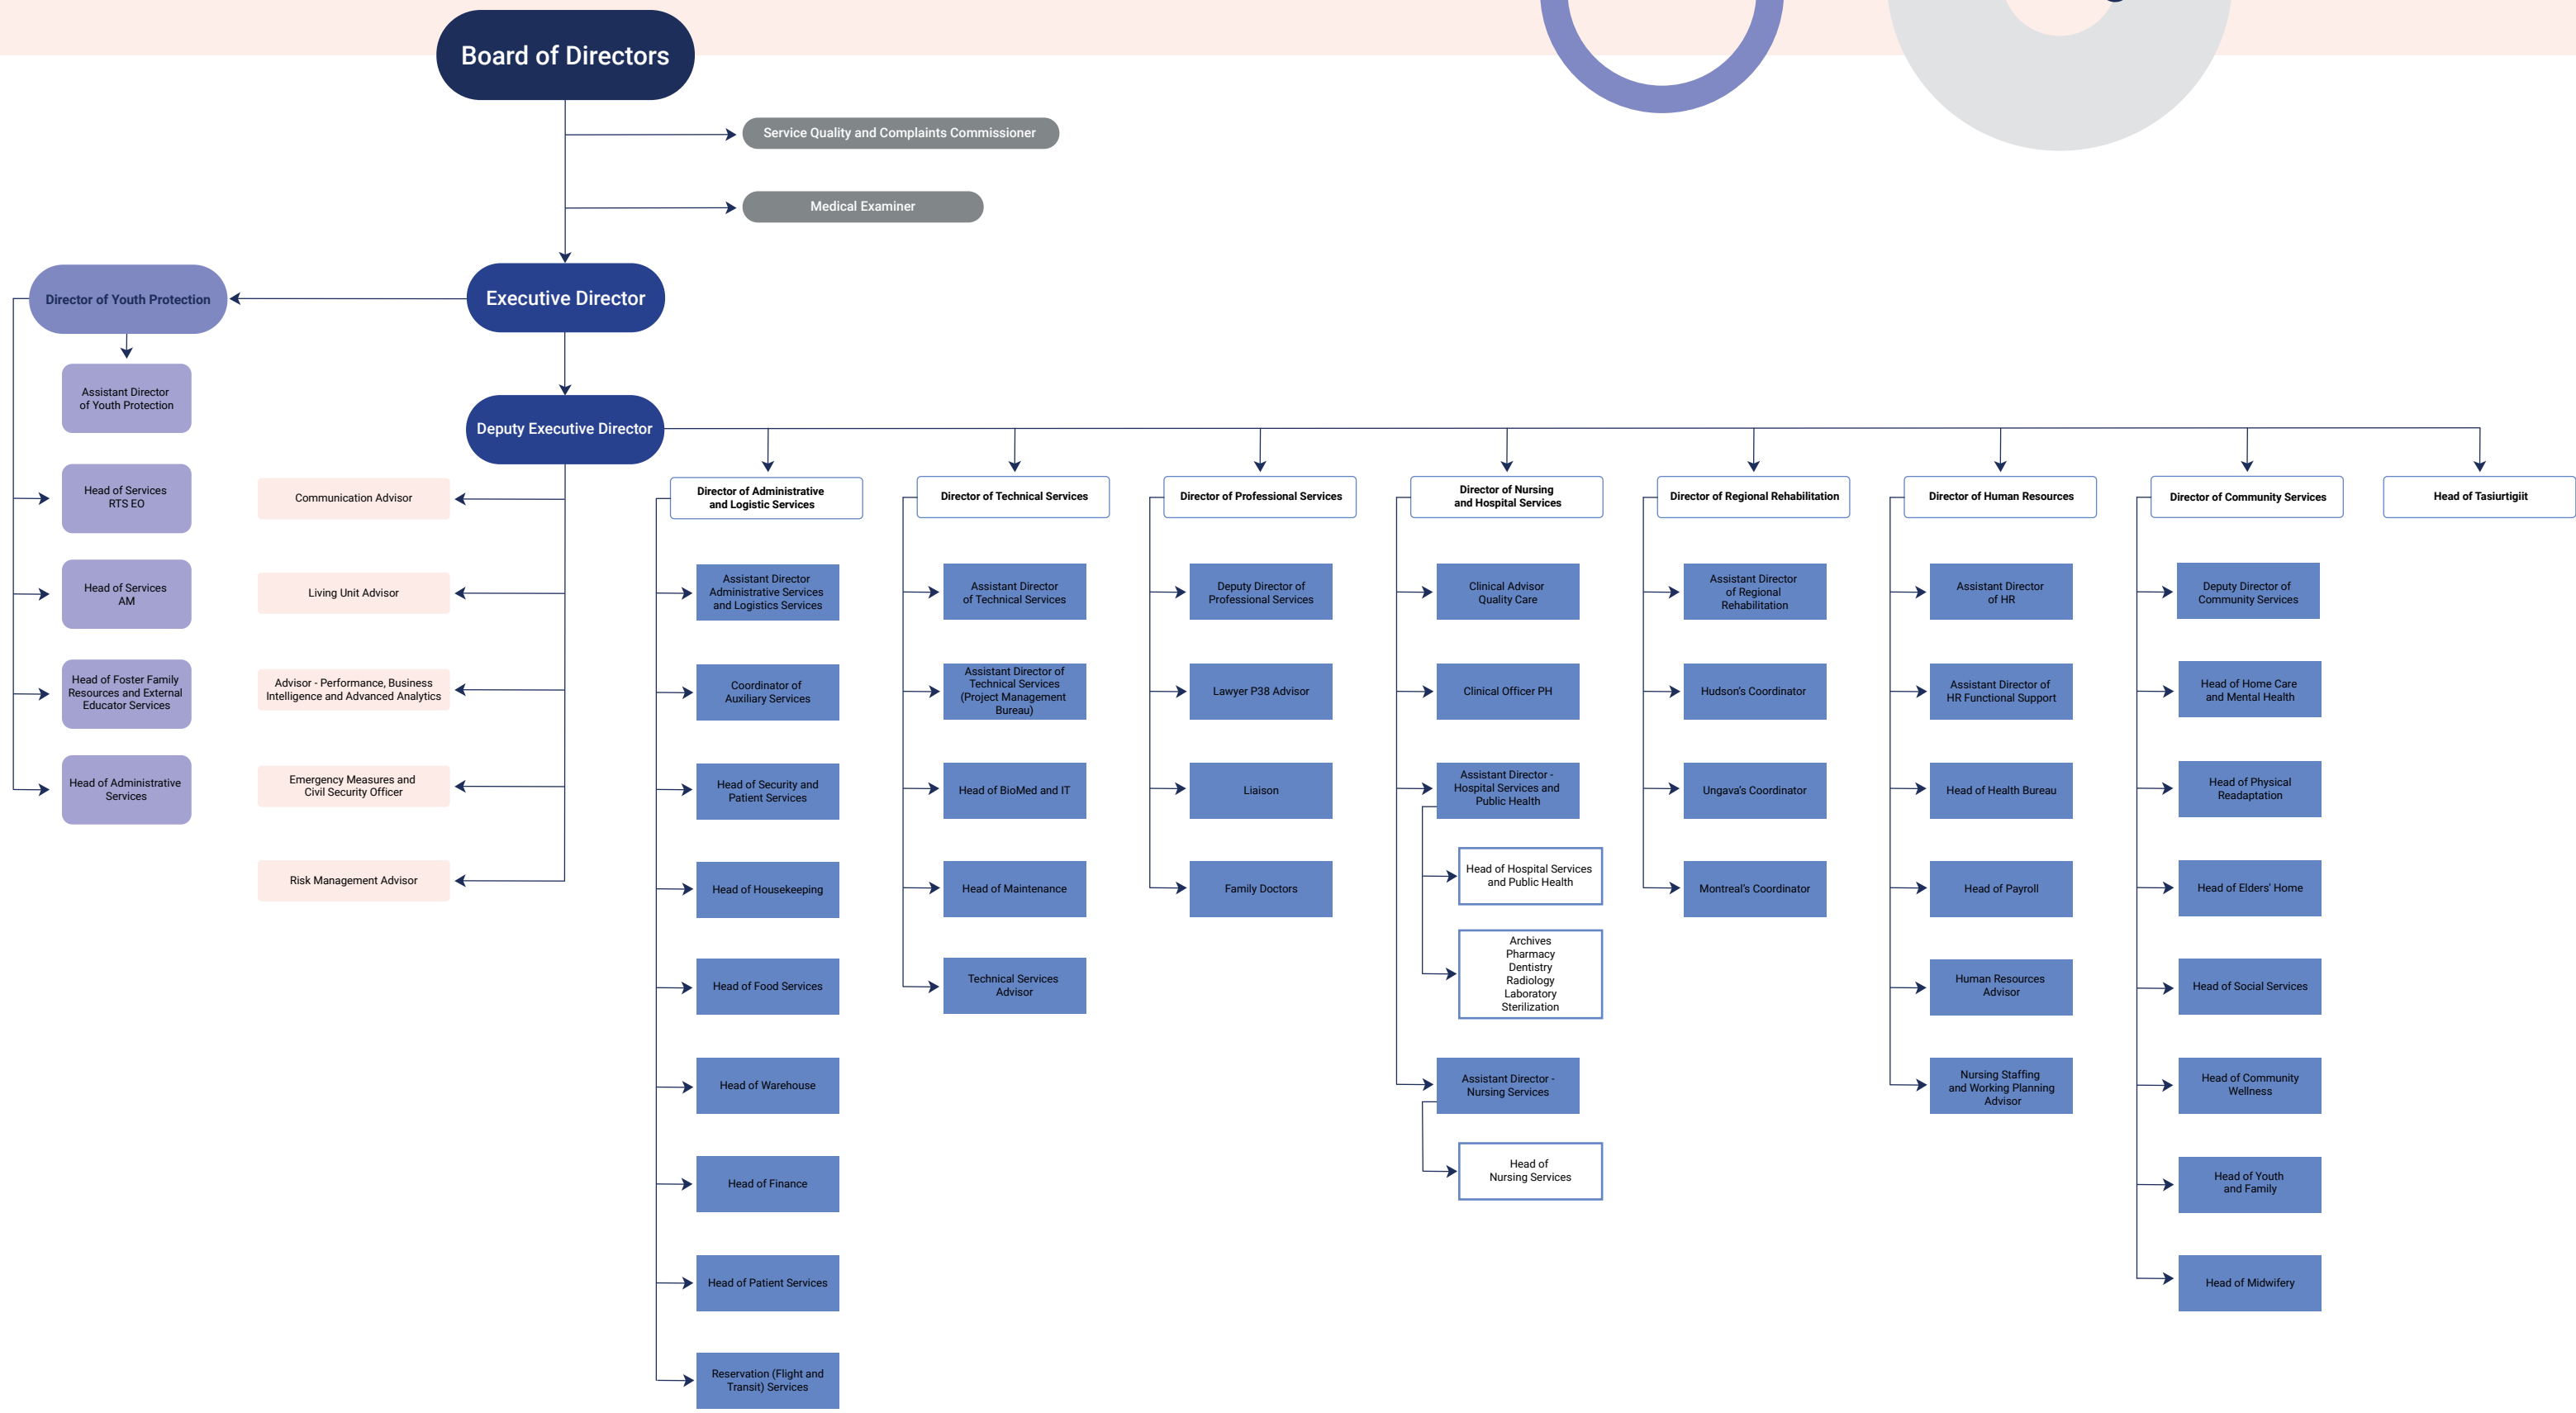 Board of Directors
Service Quality and Complaints Commissioner
Medical Examiner
Director of Youth Protection
Executive Director
Assistant Director
of Youth Protection
Head of Services
RTS EO
Head of Services
AM
Head of Foster Family
Resources and External
Educator Services
Head of Administrative
Services
Deputy Executive Director
Communication Advisor
Living Unit Advisor
Advisor - Performance, Business
Intelligence and Advanced Analytics
Emergency Measures and
Civil Security Officer
Risk Management Advisor
Director of Administrative
and Logistic Services
Assistant Director
Administrative Services
and Logistics Services
Coordinator of
Auxiliary Services
Head of Security and
Patient Services
Head of Housekeeping
Head of Food Services
Head of Warehouse
Head of Finance
Head of Patient Services
Reservation (Flight and
Transit) Services
Director of Technical Services
Assistant Director
of Technical Services
Assistant Director of
Technical Services
(Project Management
Bureau)
Head of BioMed and IT
Head of Maintenance
Technical Services
Advisor
Director of Professional Services
Deputy Director of
Professional Services
Lawyer P38 Advisor
Liaison
Family Doctors
Director of Nursing
and Hospital Services
Clinical Advisor
Quality Care
Clinical Officer PH
Assistant Director -
Hospital Services and
Public Health
Head of Hospital Services
and Public Health
Archives
Pharmacy
Dentistry
Radiology
Laboratory
Sterilization
Assistant Director -
Nursing Services
Head of
Nursing Services
Director of Regional Rehabilitation
Assistant Director
of Regional
Rehabilitation
Hudson's Coordinator
Ungava's Coordinator
Montreal's Coordinator
Director of Human Resources
Assistant Director
of HR
Assistant Director of
HR Functional Support
Head of Health Bureau
Head of Payroll
Human Resources
Advisor
Nursing Staffing
and Working Planning
Advisor
Director of Community Services
Deputy Director of
Community Services
Head of Home Care
and Mental Health
Head of Physical
Readaptation
Head of Elders' Home
Head of Social Services
Head of Community
Wellness
Head of Youth
and Family
Head of Midwifery
Head of Tasiurtigiit